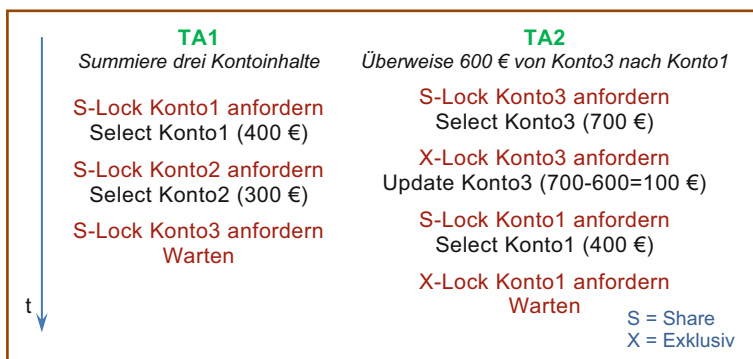 TA1
Summiere drei Kontoinhalte
S-Lock Konto1 anfordern
Select Konto1 (400 €)
S-Lock Konto2 anfordern
Select Konto2 (300 €)
S-Lock Konto3 anfordern
Warten
TA2
Überweise 600 € von Konto3 nach Konto1
S-Lock Konto3 anfordern
Select Konto3 (700 €)
X-Lock Konto3 anfordern
Update Konto3 (700-600=100 €)
S-Lock Konto1 anfordern
Select Konto1 (400 €)
X-Lock Konto1 anfordern
Warten
t
S = Share
X = Exklusiv